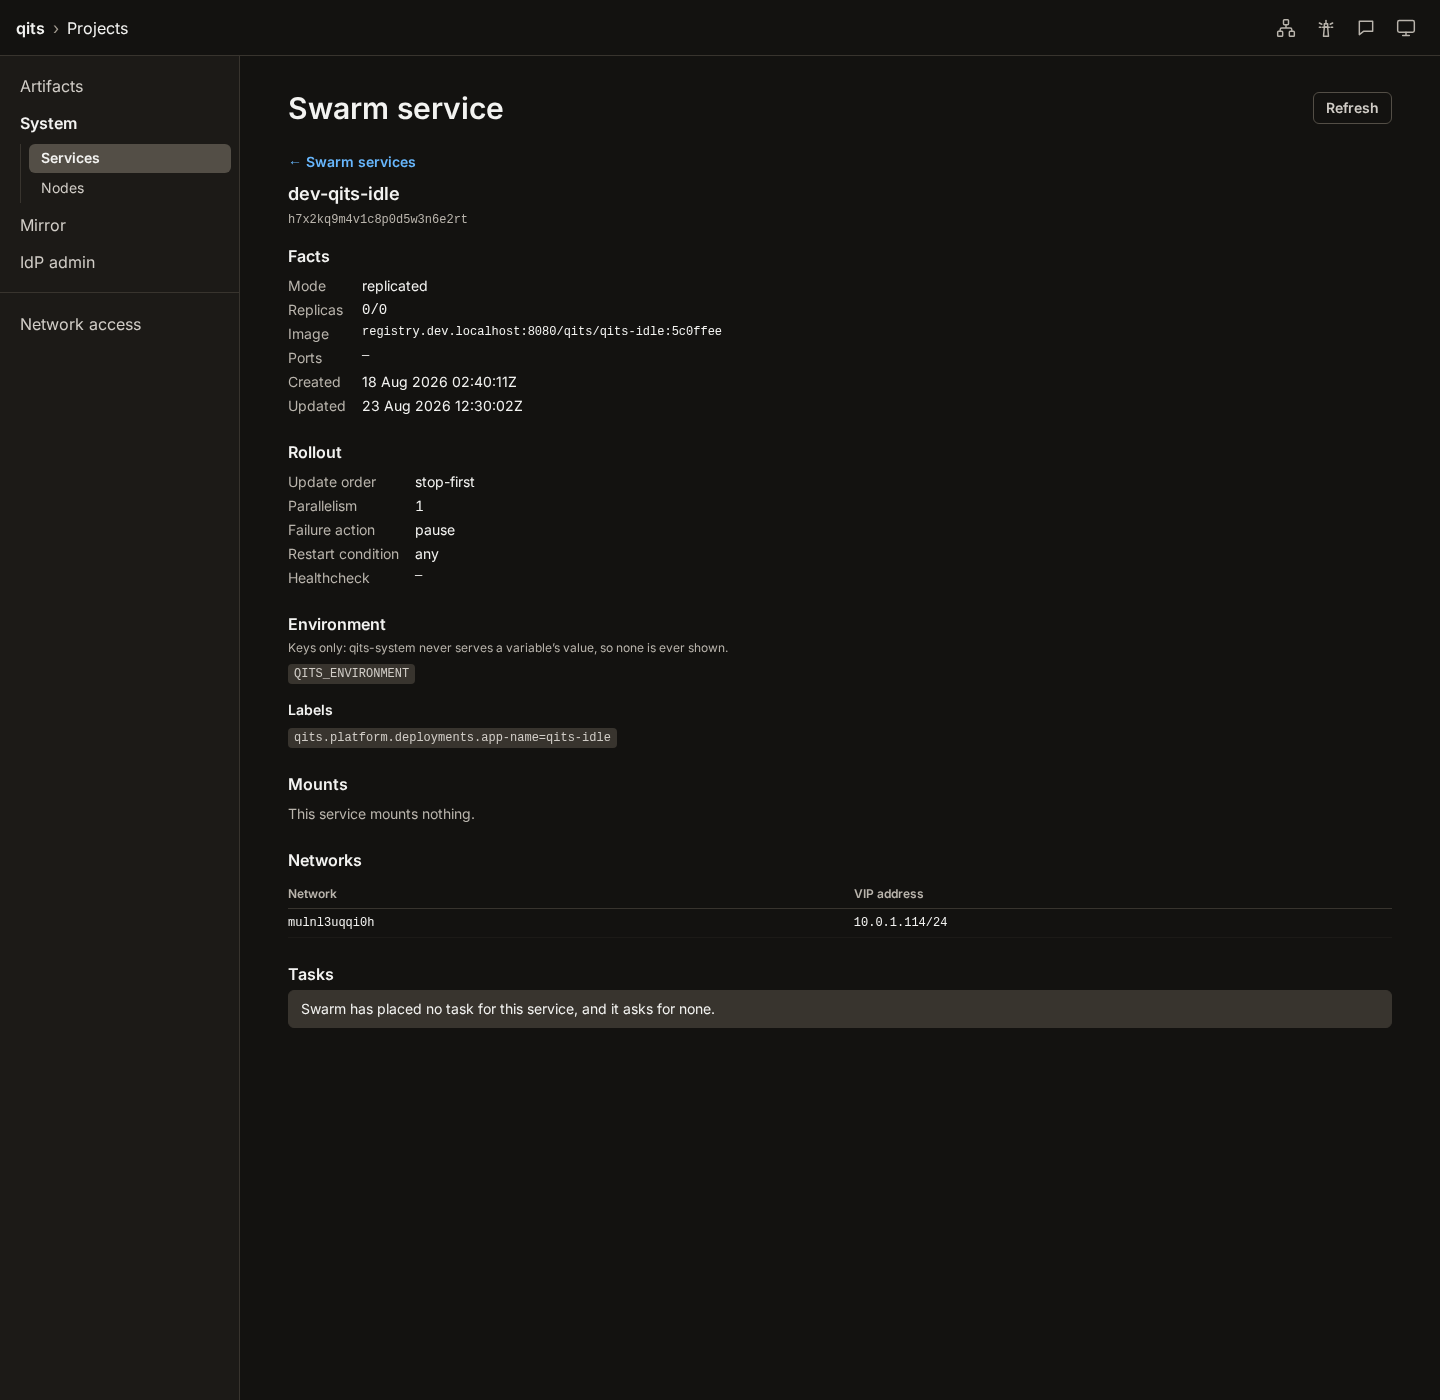 qits › Projects
Artifacts
System
Services
Nodes
Mirror
IdP admin
Network access
Swarm service
Refresh
← Swarm services
dev-qits-idle
h7x2kq9m4v1c8p0d5w3n6e2rt
Facts
Mode replicated
Replicas 0/0
Image registry.dev.localhost:8080/qits/qits-idle:5c0ffee
Ports —
Created 18 Aug 2026 02:40:11Z
Updated 23 Aug 2026 12:30:02Z
Rollout
Update order stop-first
Parallelism 1
Failure action pause
Restart condition any
Healthcheck —
Environment
Keys only: qits-system never serves a variable’s value, so none is ever shown.
QITS_ENVIRONMENT
Labels
qits.platform.deployments.app-name=qits-idle
Mounts
This service mounts nothing.
Networks
Network VIP address
mulnl3uqqi0h 10.0.1.114/24
Tasks
Swarm has placed no task for this service, and it asks for none.